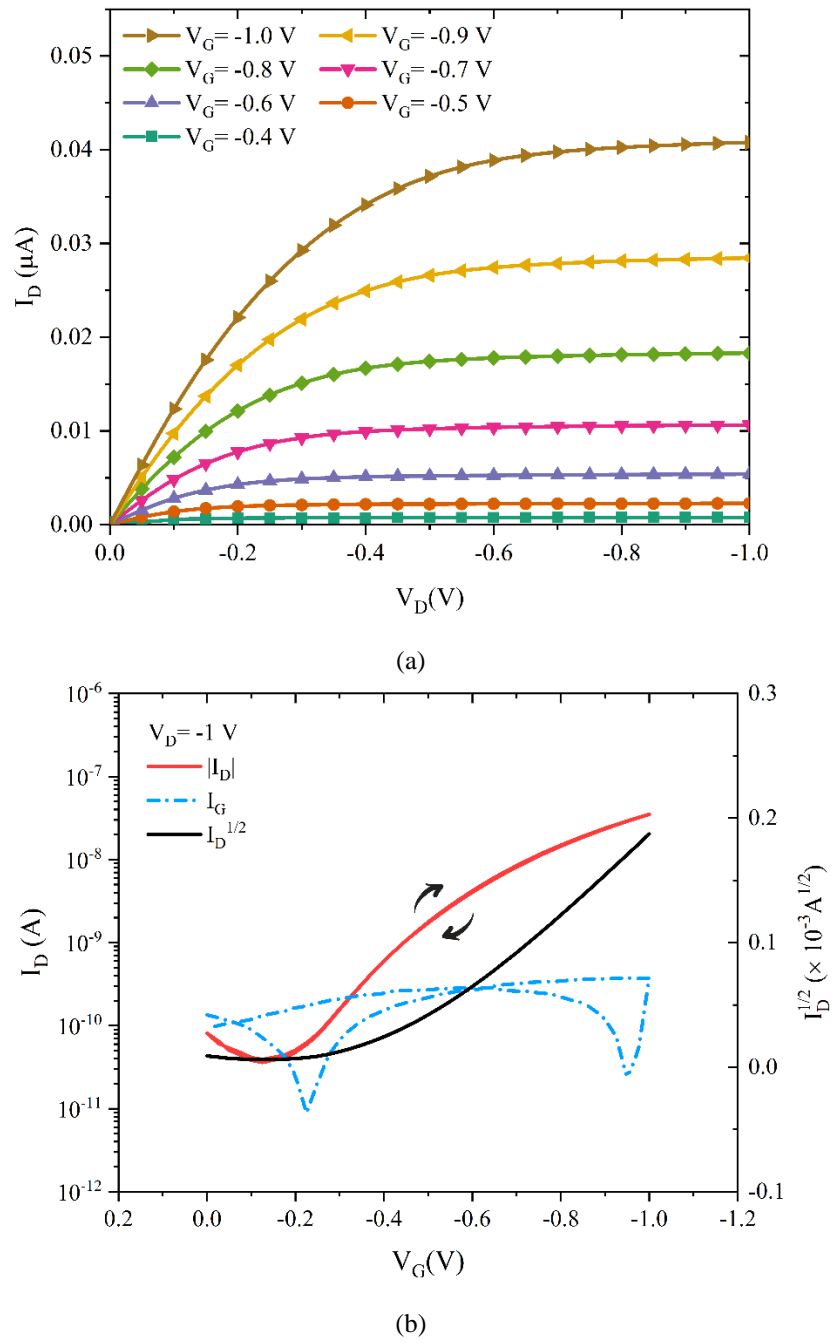 V_G= -1.0 V
V_G= -0.9 V
V_G= -0.8 V
V_G= -0.7 V
V_G= -0.6 V
V_G= -0.5 V
V_G= -0.4 V
0.05
0.04
0.03
0.02
0.01
0.00
I_D (μA)
0.0 -0.2 -0.4 -0.6 -0.8 -1.0
V_D(V)
(a)
V_D= -1 V
|I_D|
I_G
I_D^1/2
10^-6
10^-7
10^-8
10^-9
10^-10
10^-11
10^-12
I_D (A)
0.3
0.2
0.1
0.0
-0.1
I_D^1/2 (× 10^-3 A^1/2)
0.2 0.0 -0.2 -0.4 -0.6 -0.8 -1.0 -1.2
V_G(V)
(b)